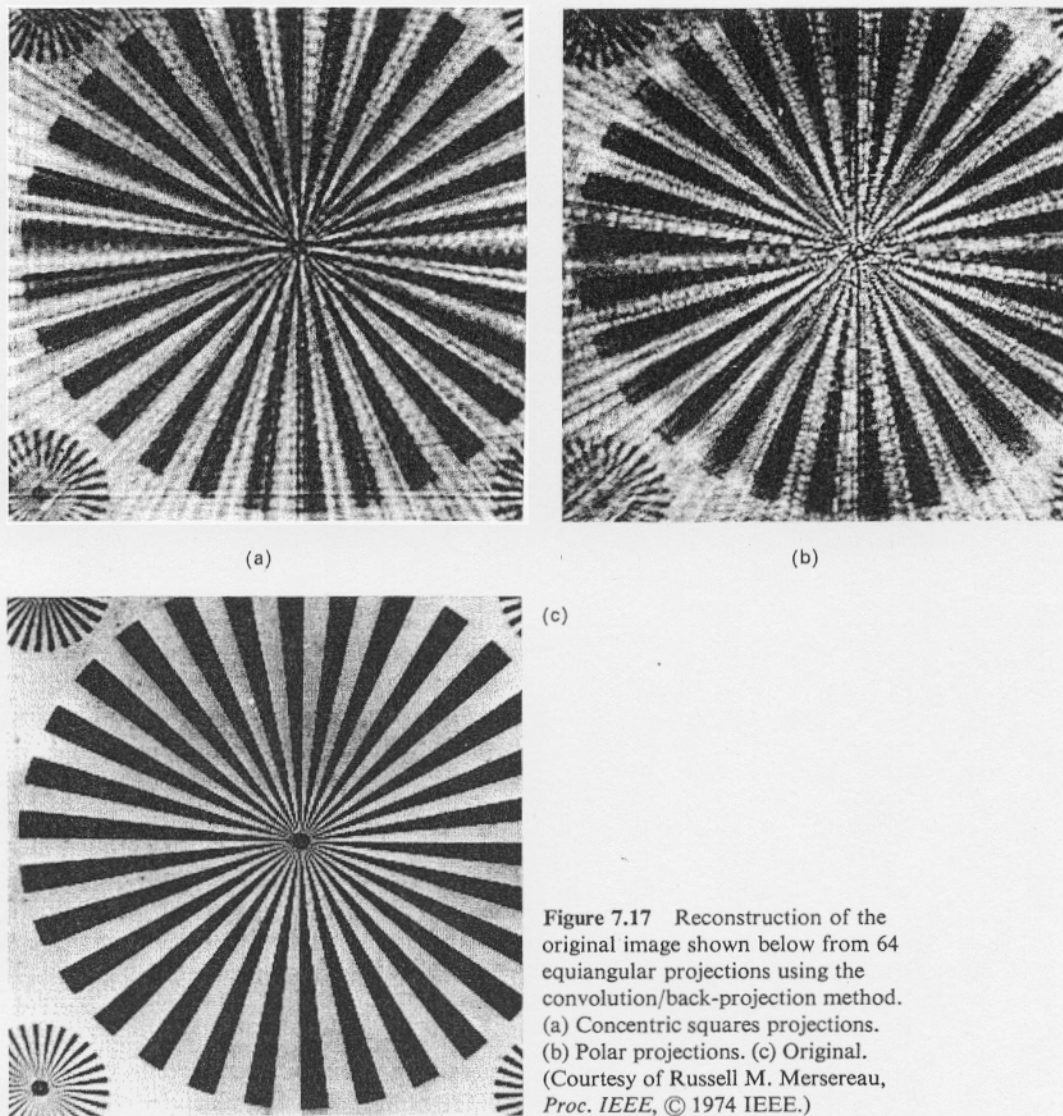 (a)
(b)
(c)
Figure 7.17 Reconstruction of the
original image shown below from 64
equiangular projections using the
convolution/back-projection method.
(a) Concentric squares projections.
(b) Polar projections. (c) Original.
(Courtesy of Russell M. Mersereau,
Proc. IEEE, © 1974 IEEE.)